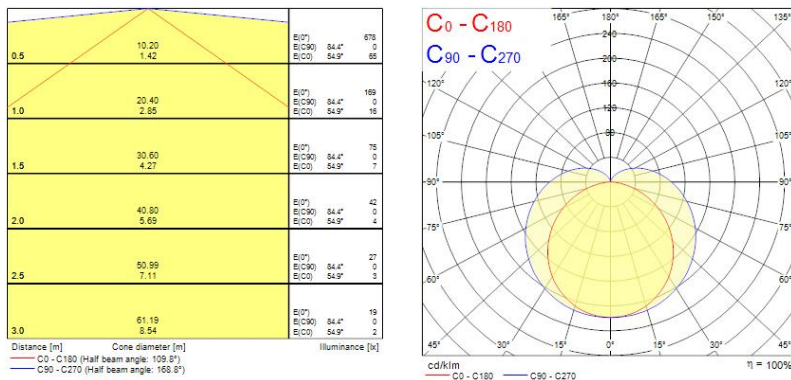 E(0°) 678
E(C90) 84.4° 0
E(C0) 54.9° 65
10.20
0.5 1.42
E(0°) 169
E(C90) 84.4° 0
E(C0) 54.9° 16
20.40
1.0 2.85
E(0°) 75
E(C90) 84.4° 0
E(C0) 54.9° 7
30.60
1.5 4.27
E(0°) 42
E(C90) 84.4° 0
E(C0) 54.9° 4
40.80
2.0 5.69
E(0°) 27
E(C90) 84.4° 0
E(C0) 54.9° 3
50.99
2.5 7.11
E(0°) 19
E(C90) 84.4° 0
E(C0) 54.9° 2
61.19
3.0 8.54
Distance [m] Cone diameter [m] Illuminance [lx]
C0 - C180 (Half beam angle: 109.8°)
C90 - C270 (Half beam angle: 168.8°)
C0 - C180
C90 - C270
165° 180° 165° 150° 135°
240
200
160
120
80
120° 120°
105° 105°
90° 90°
75° 75°
60° 60°
45° 30° 15° 0° 15° 30° 45°
cd/klm η = 100%
C0 - C180 C90 - C270